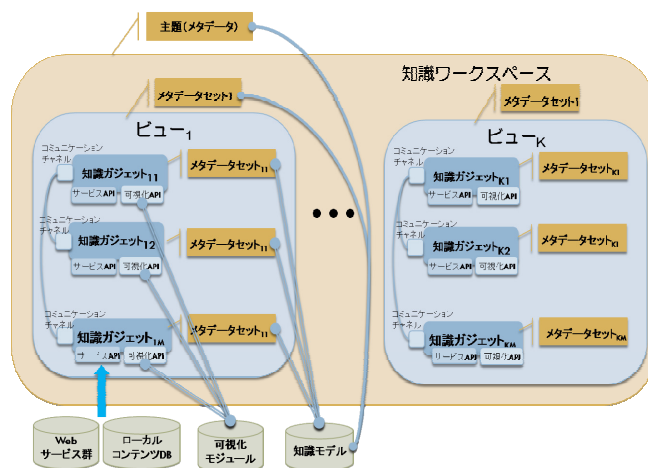 主題(メタデータ)
知識ワークスペース
メタデータセット1
ビュー1
コミュニケーション
チャネル
知識ガジェット11
サービスAPI
可視化API
メタデータセット11
コミュニケーション
チャネル
知識ガジェット12
サービスAPI
可視化API
メタデータセット11
コミュニケーション
チャネル
知識ガジェット1M
サービスAPI
可視化API
メタデータセット11
•••
メタデータセット1
ビューK
コミュニケーション
チャネル
知識ガジェットK1
サービスAPI
可視化API
メタデータセットK1
コミュニケーション
チャネル
知識ガジェットK2
サービスAPI
可視化API
メタデータセットK1
コミュニケーション
チャネル
知識ガジェットKM
サービスAPI
可視化API
メタデータセットKM
Web
サービス群
ローカル
コンテンツDB
可視化
モジュール
知識モデル